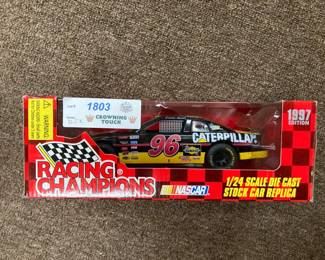 WARNING
1803
CROWNING
TOUCH
CATERPILLAR
96
1997
EDITION
RACING
CHAMPIONS
NASCAR
1/24 SCALE DIE CAST
STOCK CAR REPLICA